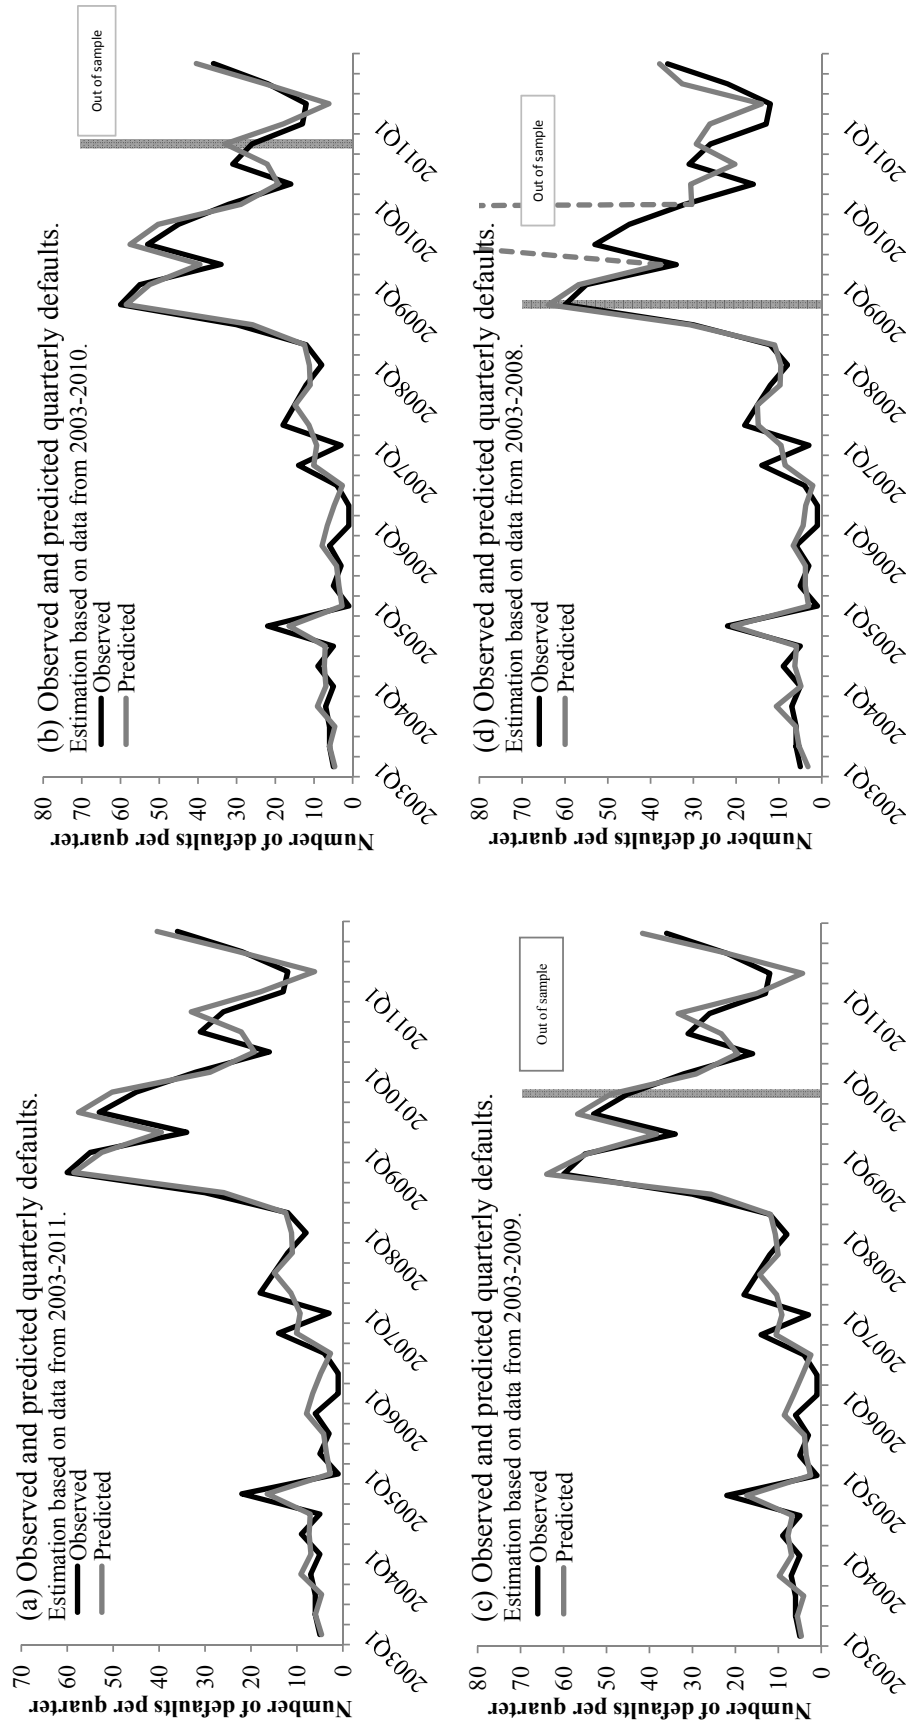 (a) Observed and predicted quarterly defaults.
Estimation based on data from 2003-2011.
Observed
Predicted
Number of defaults per quarter
80
70
60
50
40
30
20
10
0
2003Q1
2004Q1
2005Q1
2006Q1
2007Q1
2008Q1
2009Q1
2010Q1
2011Q1
(b) Observed and predicted quarterly defaults.
Estimation based on data from 2003-2010.
Observed
Predicted
Out of sample
Number of defaults per quarter
80
70
60
50
40
30
20
10
0
2003Q1
2004Q1
2005Q1
2006Q1
2007Q1
2008Q1
2009Q1
2010Q1
2011Q1
(c) Observed and predicted quarterly defaults.
Estimation based on data from 2003-2009.
Observed
Predicted
Out of sample
Number of defaults per quarter
80
70
60
50
40
30
20
10
0
2003Q1
2004Q1
2005Q1
2006Q1
2007Q1
2008Q1
2009Q1
2010Q1
2011Q1
(d) Observed and predicted quarterly defaults.
Estimation based on data from 2003-2008.
Observed
Predicted
Out of sample
Number of defaults per quarter
80
70
60
50
40
30
20
10
0
2003Q1
2004Q1
2005Q1
2006Q1
2007Q1
2008Q1
2009Q1
2010Q1
2011Q1